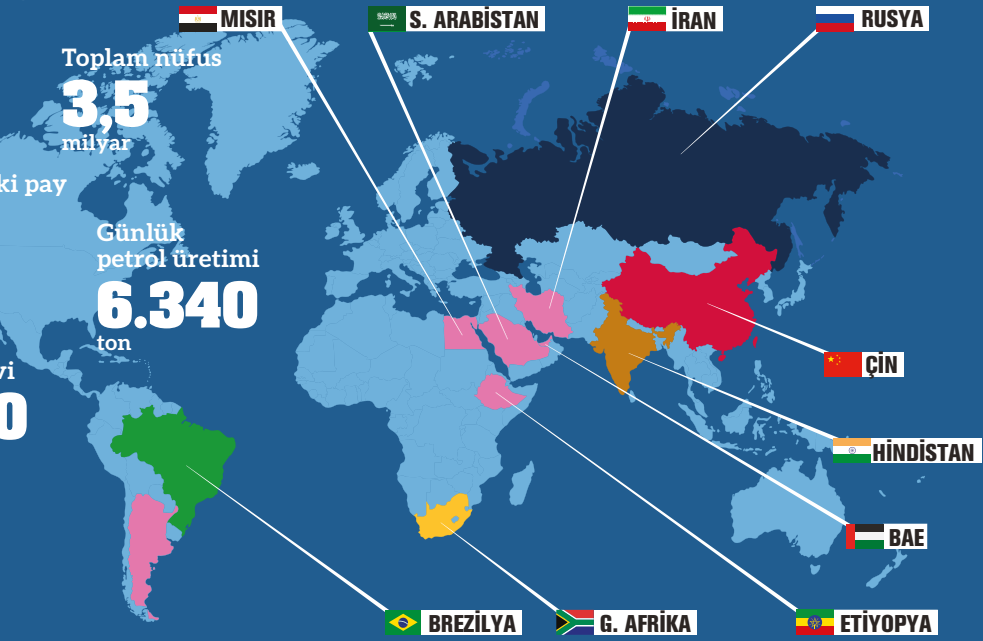 MISIR
S. ARABİSTAN
İRAN
RUSYA
Toplam nüfus
3,5
milyar
ki pay
Günlük
petrol üretimi
6.340
ton
vi
0
ÇİN
HİNDİSTAN
BAE
BREZİLYA
G. AFRİKA
ETİYOPYA